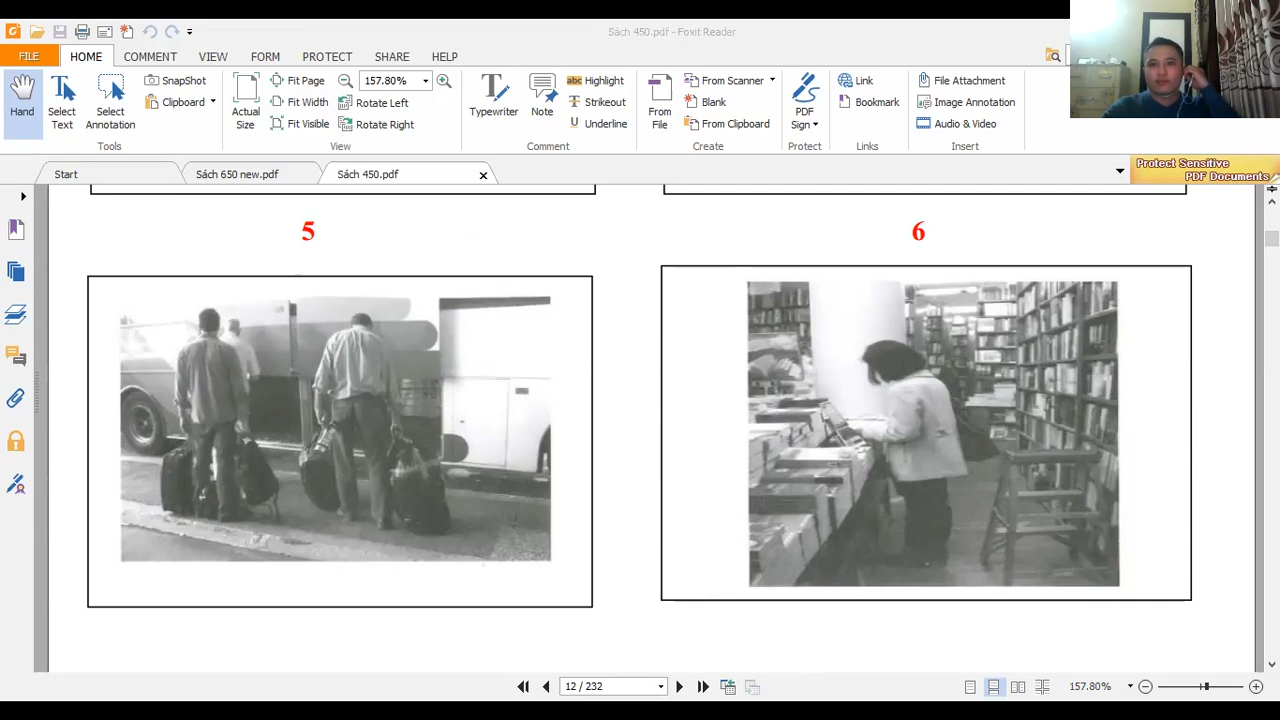 Sách 450.pdf - Foxit Reader
FILE HOME COMMENT VIEW FORM PROTECT SHARE HELP
Hand
Select Text
Select Annotation
SnapShot
Clipboard
Tools
Actual Size
Fit Page
Fit Width
Fit Visible
157.80%
Rotate Left
Rotate Right
View
Typewriter
Note
abc Highlight
Strikeout
U Underline
Comment
From File
From Scanner
Blank
From Clipboard
Create
PDF Sign
Protect
Link
Bookmark
Links
File Attachment
Image Annotation
Audio & Video
Insert
Start
Sách 650 new.pdf
Sách 450.pdf
Protect Sensitive
PDF Documents
5 6
12 / 232
157.80%